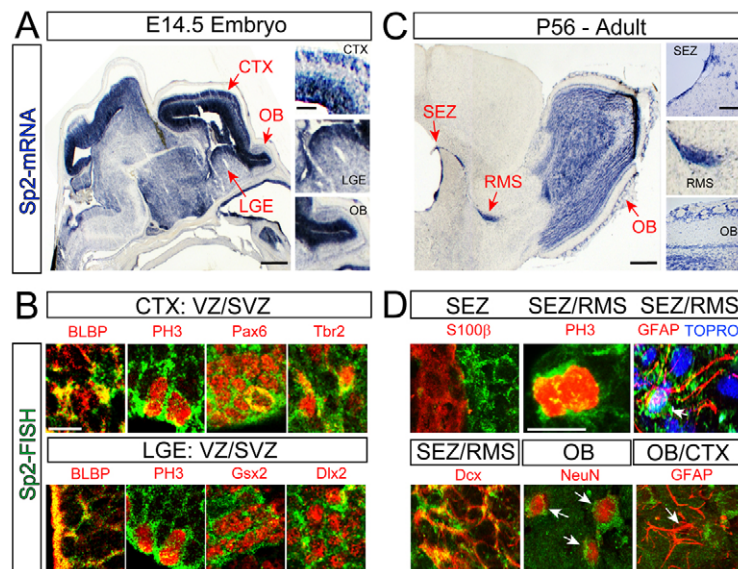 A
E14.5 Embryo
Sp2-mRNA
CTX
OB
LGE
CTX
LGE
OB
C
P56 - Adult
SEZ
RMS
OB
SEZ
RMS
OB
B
CTX: VZ/SVZ
Sp2-FISH
BLBP PH3 Pax6 Tbr2
LGE: VZ/SVZ
BLBP PH3 Gsx2 Dlx2
D
SEZ SEZ/RMS SEZ/RMS
S100β PH3 GFAP TOPRO
SEZ/RMS OB OB/CTX
Dcx NeuN GFAP